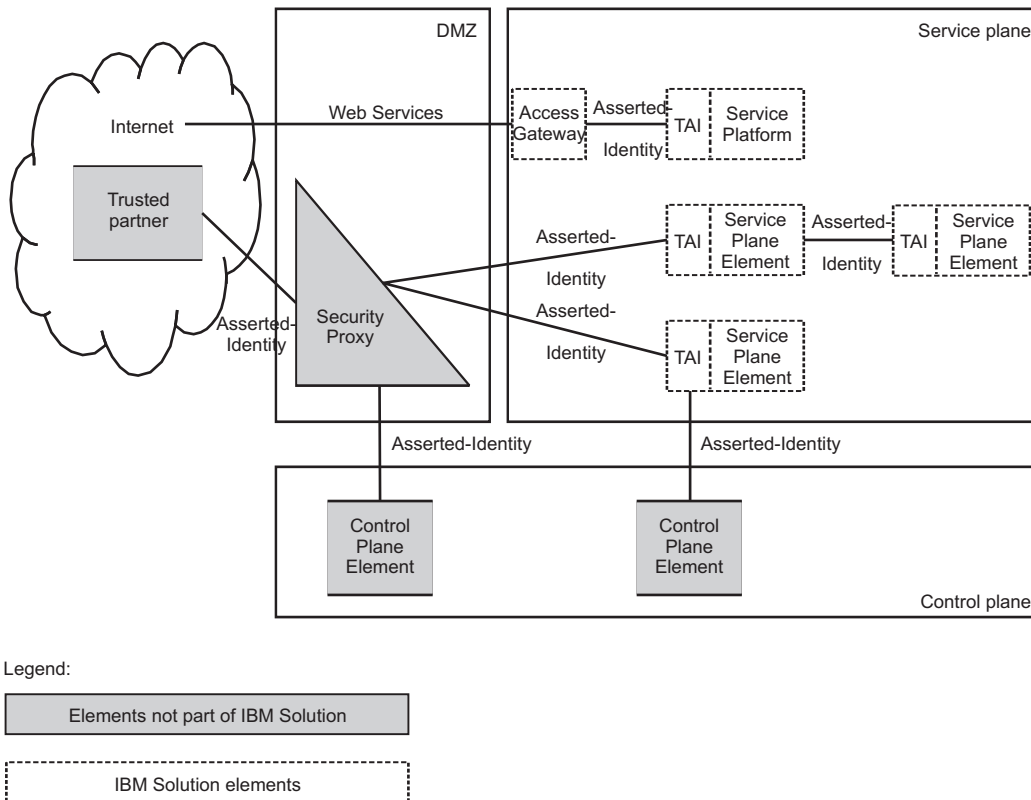 DMZ
Service plane
Internet
Web Services
Access
Gateway
Asserted-
Identity
TAI
Service
Platform
Trusted
partner
Asserted-
Identity
Security
Proxy
Asserted-
Identity
TAI
Service
Plane
Element
Asserted-
Identity
TAI
Service
Plane
Element
Asserted-
Identity
TAI
Service
Plane
Element
Asserted-Identity
Asserted-Identity
Control
Plane
Element
Control
Plane
Element
Control plane
Legend:
Elements not part of IBM Solution
IBM Solution elements